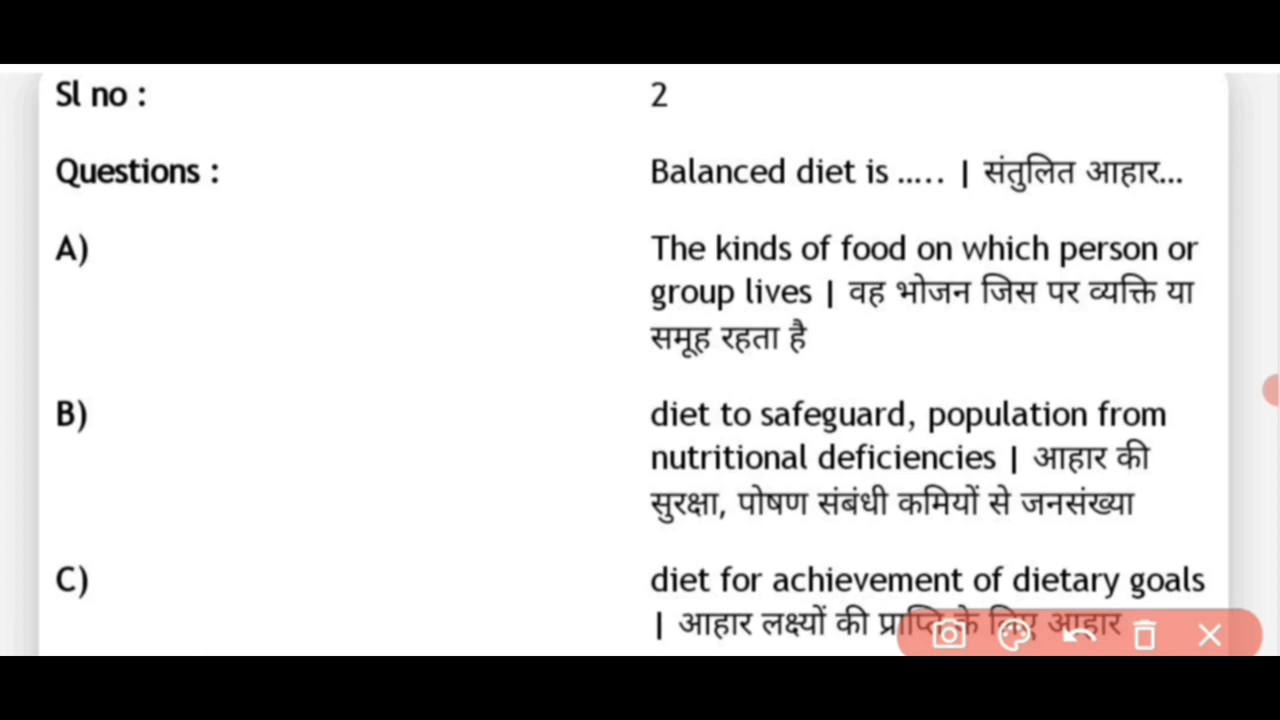 Sl no : 2
Questions : Balanced diet is ..... | संतुलित आहार...
A) The kinds of food on which person or
group lives | वह भोजन जिस पर व्यक्ति या
समूह रहता है
B) diet to safeguard, population from
nutritional deficiencies | आहार की
सुरक्षा, पोषण संबंधी कमियों से जनसंख्या
C) diet for achievement of dietary goals
| आहार लक्ष्यों की प्राप्ति के लिए आहार